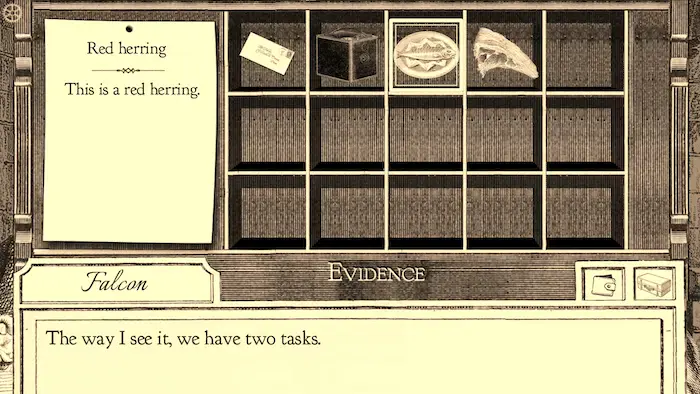 Red herring
This is a red herring.
Falcon
EVIDENCE
The way I see it, we have two tasks.